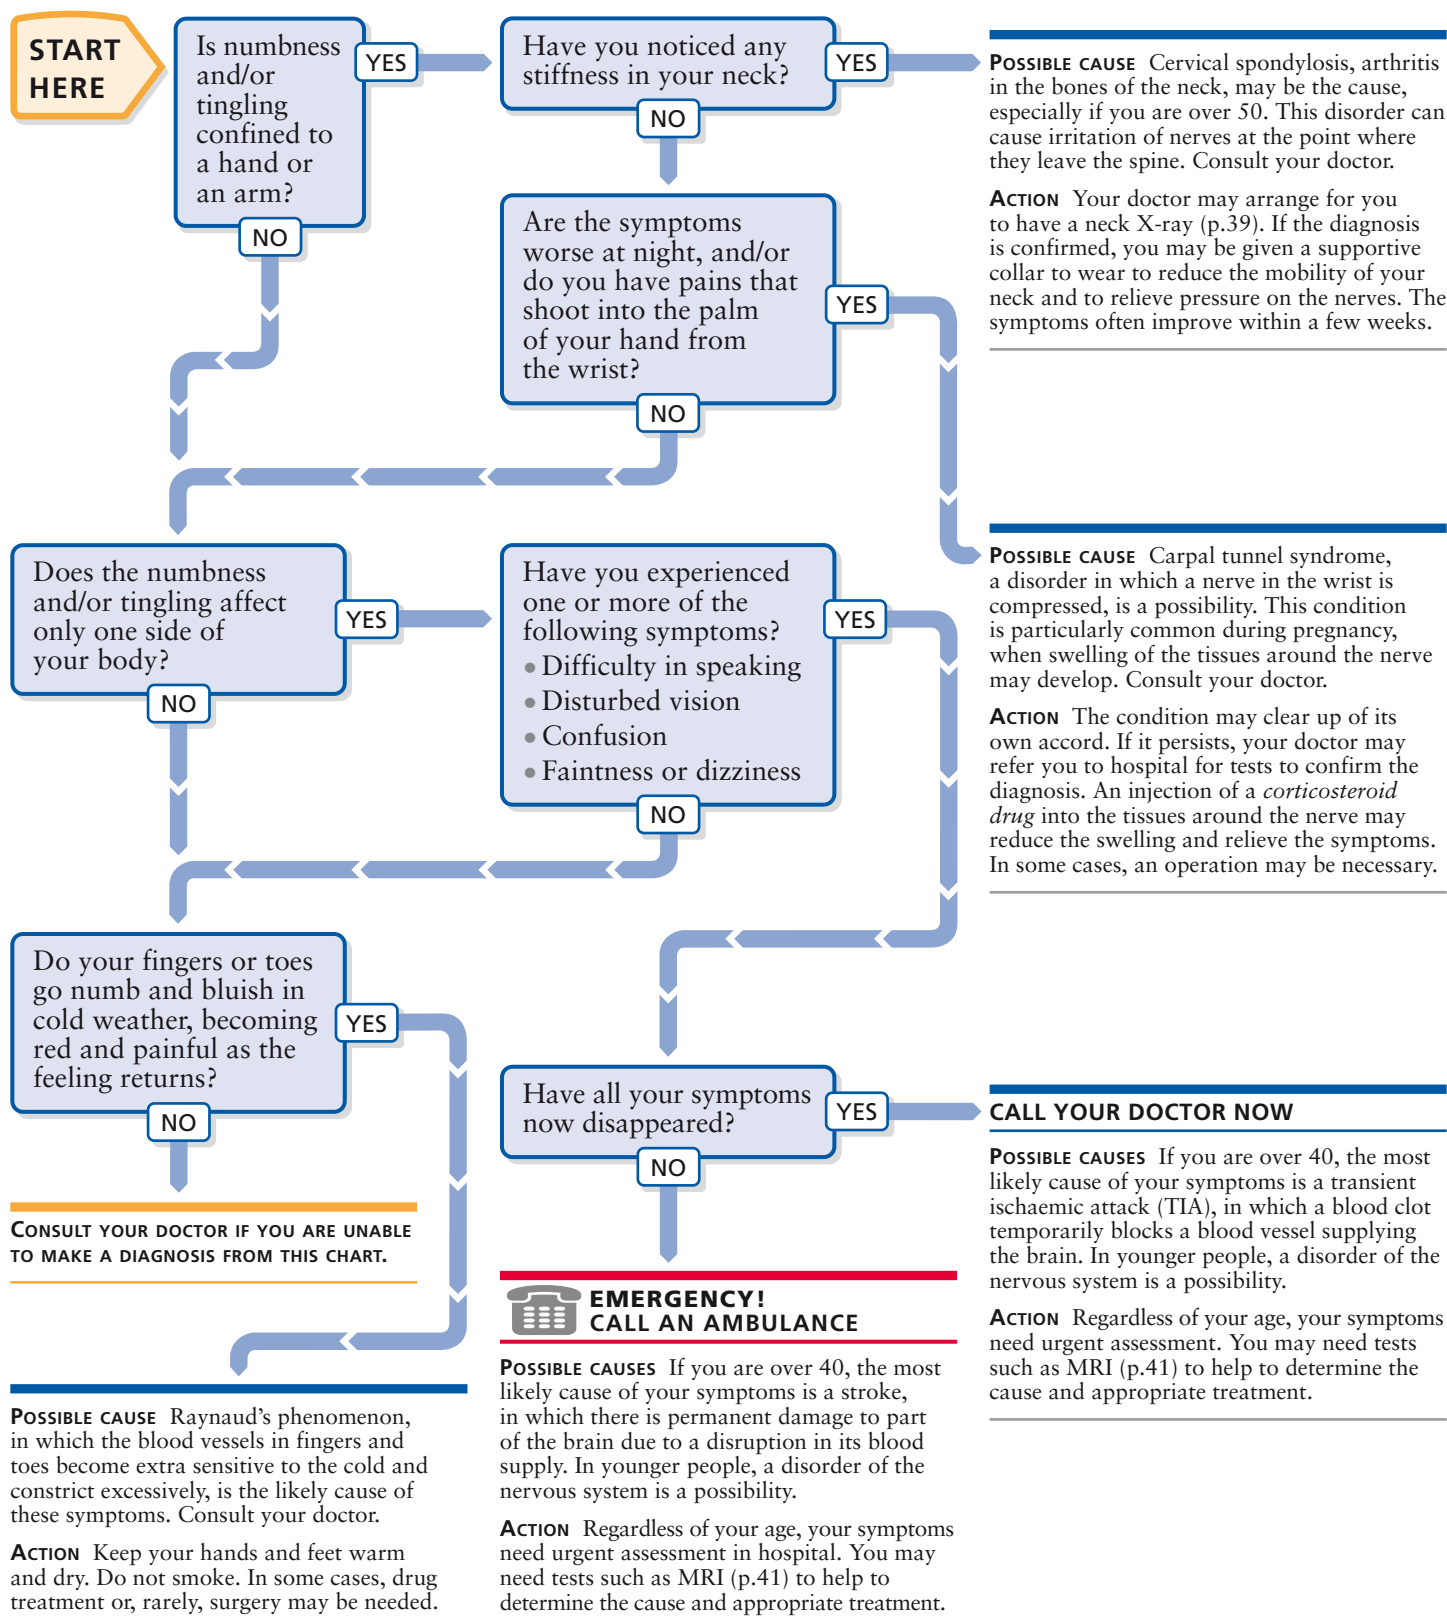 START
HERE
Is numbness
and/or
tingling
confined to
a hand or
an arm?
YES
NO
Have you noticed any
stiffness in your neck?
YES
NO
POSSIBLE CAUSE Cervical spondylosis, arthritis
in the bones of the neck, may be the cause,
especially if you are over 50. This disorder can
cause irritation of nerves at the point where
they leave the spine. Consult your doctor.
ACTION Your doctor may arrange for you
to have a neck X-ray (p.39). If the diagnosis
is confirmed, you may be given a supportive
collar to wear to reduce the mobility of your
neck and to relieve pressure on the nerves. The
symptoms often improve within a few weeks.
Are the symptoms
worse at night, and/or
do you have pains that
shoot into the palm
of your hand from
the wrist?
YES
NO
POSSIBLE CAUSE Carpal tunnel syndrome,
a disorder in which a nerve in the wrist is
compressed, is a possibility. This condition
is particularly common during pregnancy,
when swelling of the tissues around the nerve
may develop. Consult your doctor.
ACTION The condition may clear up of its
own accord. If it persists, your doctor may
refer you to hospital for tests to confirm the
diagnosis. An injection of a corticosteroid
drug into the tissues around the nerve may
reduce the swelling and relieve the symptoms.
In some cases, an operation may be necessary.
Does the numbness
and/or tingling affect
only one side of
your body?
YES
NO
Have you experienced
one or more of the
following symptoms?
• Difficulty in speaking
• Disturbed vision
• Confusion
• Faintness or dizziness
YES
NO
Do your fingers or toes
go numb and bluish in
cold weather, becoming
red and painful as the
feeling returns?
YES
NO
CONSULT YOUR DOCTOR IF YOU ARE UNABLE
TO MAKE A DIAGNOSIS FROM THIS CHART.
POSSIBLE CAUSE Raynaud's phenomenon,
in which the blood vessels in fingers and
toes become extra sensitive to the cold and
constrict excessively, is the likely cause of
these symptoms. Consult your doctor.
ACTION Keep your hands and feet warm
and dry. Do not smoke. In some cases, drug
treatment or, rarely, surgery may be needed.
Have all your symptoms
now disappeared?
YES
NO
EMERGENCY!
CALL AN AMBULANCE
POSSIBLE CAUSES If you are over 40, the most
likely cause of your symptoms is a stroke,
in which there is permanent damage to part
of the brain due to a disruption in its blood
supply. In younger people, a disorder of the
nervous system is a possibility.
ACTION Regardless of your age, your symptoms
need urgent assessment in hospital. You may
need tests such as MRI (p.41) to help to
determine the cause and appropriate treatment.
CALL YOUR DOCTOR NOW
POSSIBLE CAUSES If you are over 40, the most
likely cause of your symptoms is a transient
ischaemic attack (TIA), in which a blood clot
temporarily blocks a blood vessel supplying
the brain. In younger people, a disorder of the
nervous system is a possibility.
ACTION Regardless of your age, your symptoms
need urgent assessment. You may need tests
such as MRI (p.41) to help to determine the
cause and appropriate treatment.